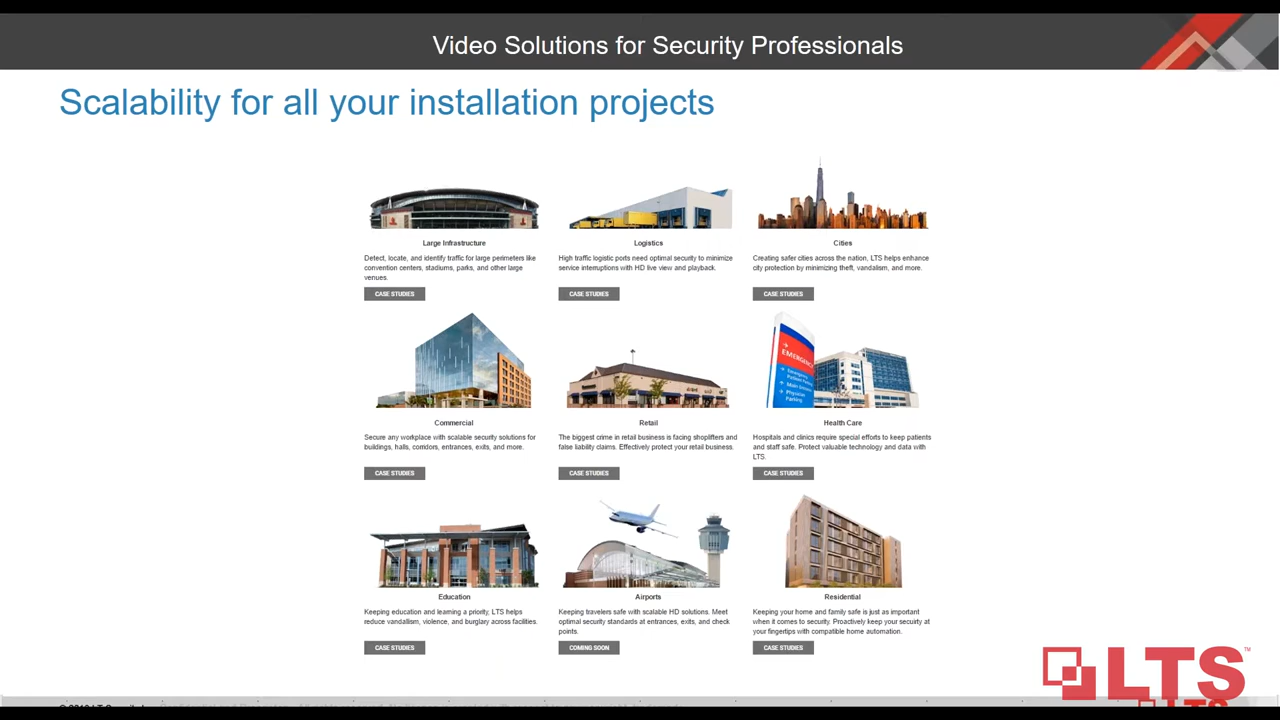 Video Solutions for Security Professionals
Scalability for all your installation projects
Large Infrastructure
Detect, locate, and identify traffic for large perimeters like
convention centers, stadiums, parks, and other large
venues.
CASE STUDIES
Logistics
High traffic logistic ports need optimal security to minimize
service interruptions with HD live view and playback.
CASE STUDIES
Cities
Creating safer cities across the nation, LTS helps enhance
city protection by minimizing theft, vandalism, and more.
CASE STUDIES
EMERGENCY
Emergency
Patient Parking
Main Entrance
Physician
Parking
Commercial
Secure any workplace with scalable security solutions for
buildings, halls, corridors, entrances, exits, and more.
CASE STUDIES
Retail
The biggest crime in retail business is facing shoplifters and
false liability claims. Effectively protect your retail business.
CASE STUDIES
Health Care
Hospitals and clinics require special efforts to keep patients
and staff safe. Protect valuable technology and data with
LTS.
CASE STUDIES
Education
Keeping education and learning a priority, LTS helps
reduce vandalism, violence, and burglary across facilities.
CASE STUDIES
Airports
Keeping travelers safe with scalable HD solutions. Meet
optimal security standards at entrances, exits, and check
points.
COMING SOON
Residential
Keeping your home and family safe is just as important
when it comes to security. Proactively keep your security at
your fingertips with compatible home automation.
CASE STUDIES
LTS™